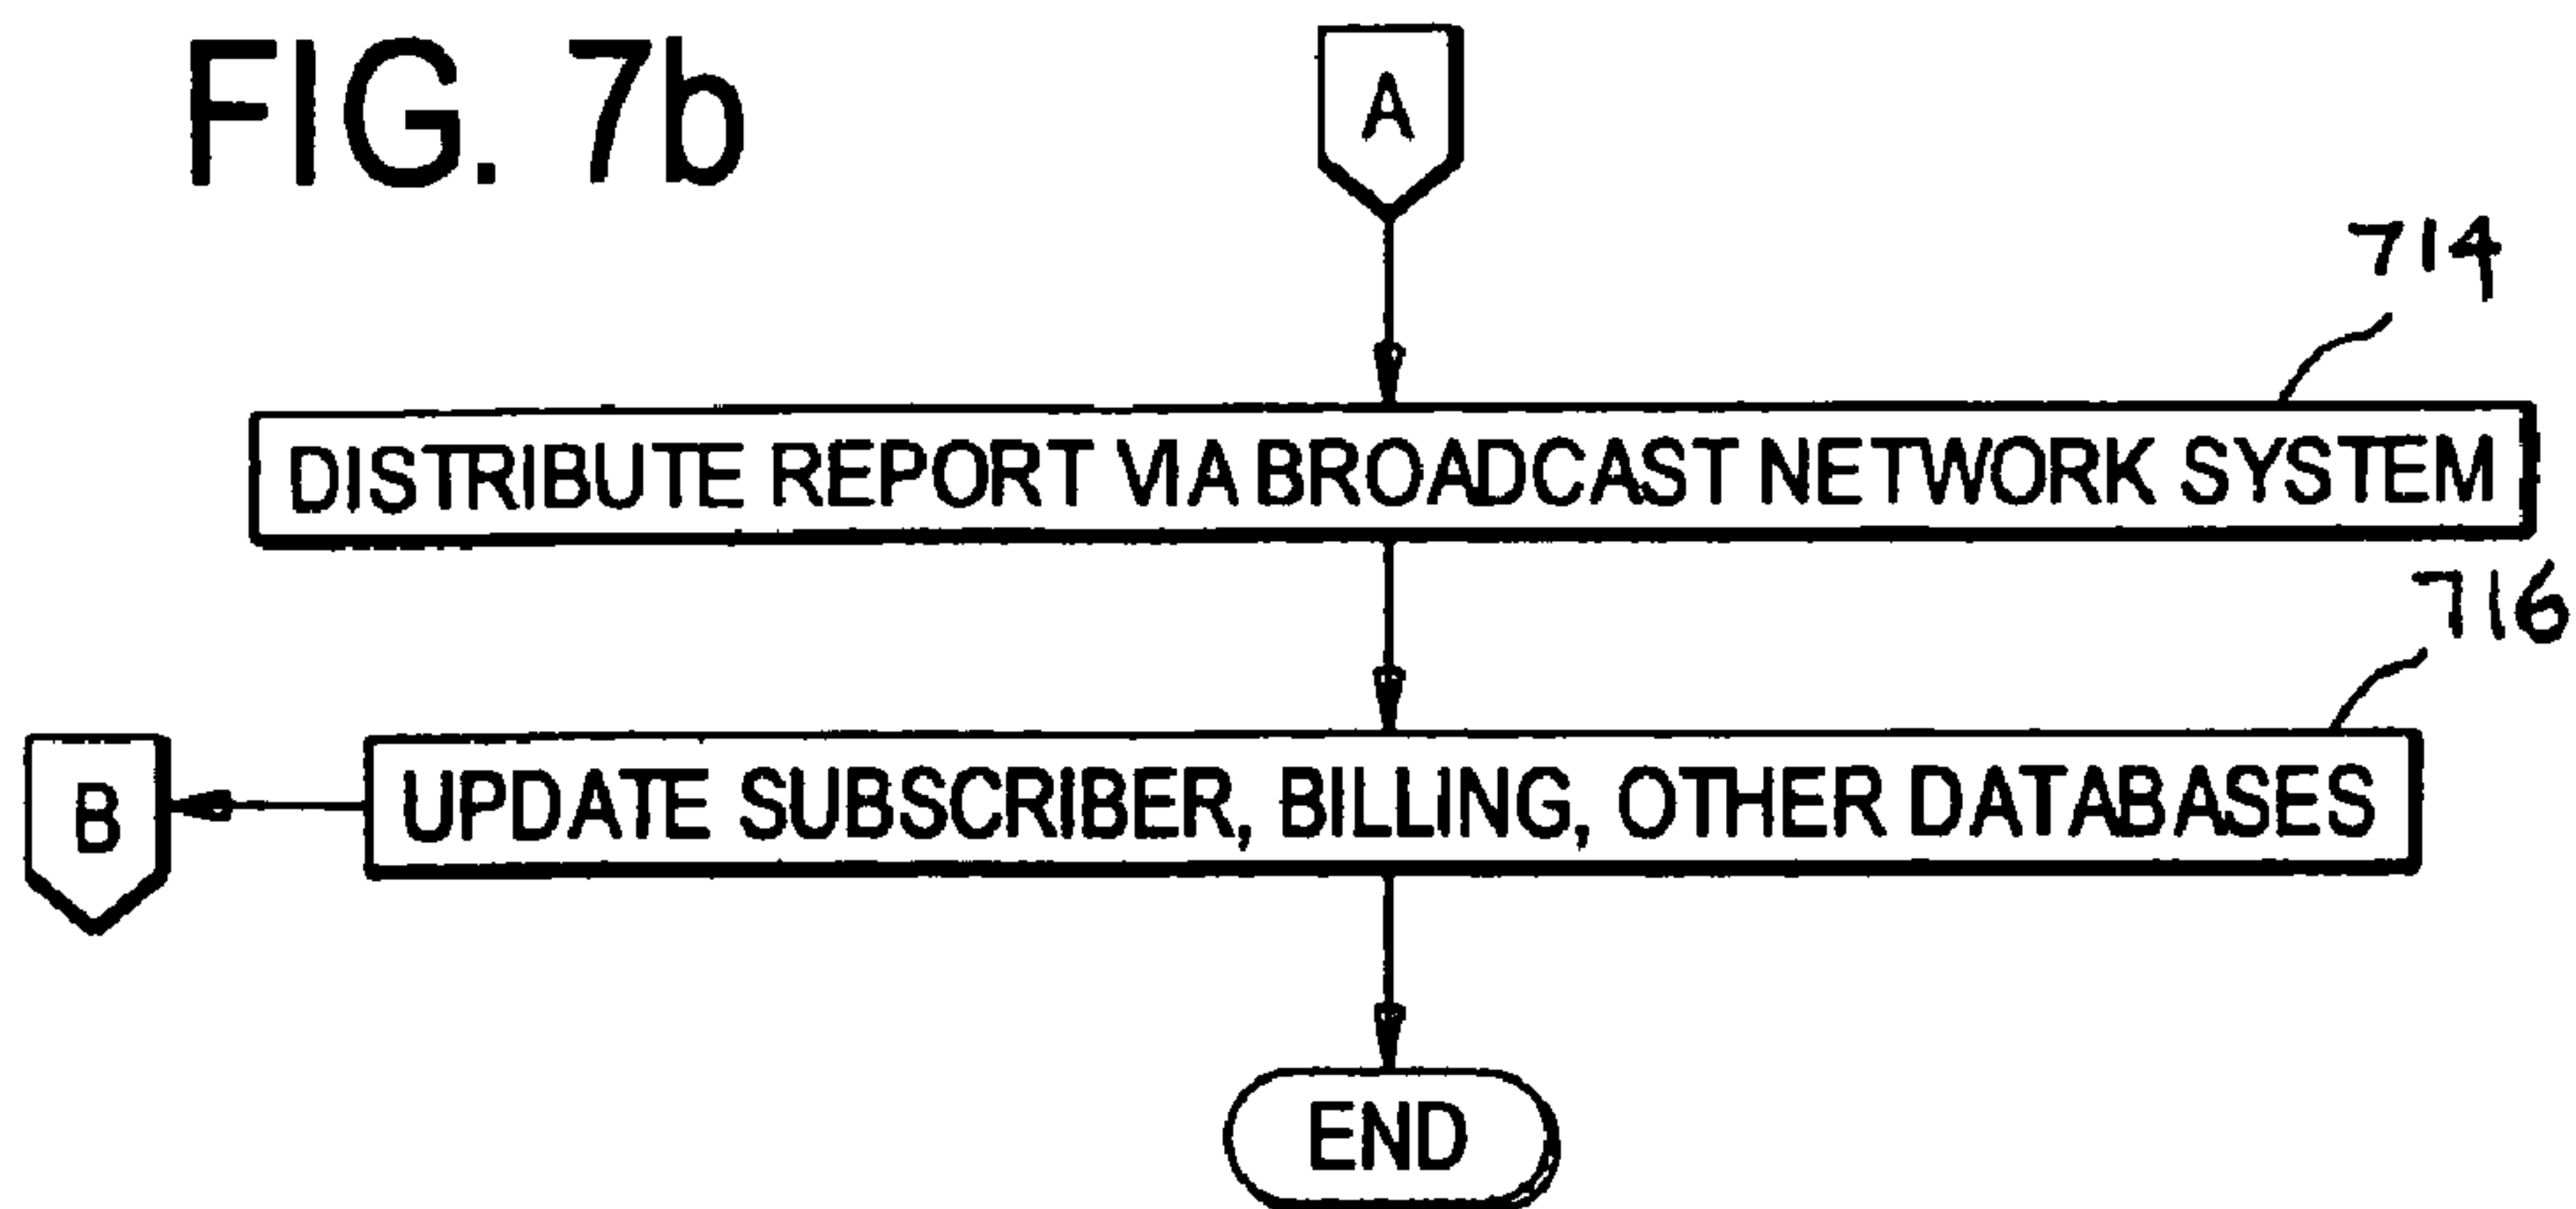 FIG. 7b
A
714
DISTRIBUTE REPORT VIA BROADCAST NETWORK SYSTEM
716
B
UPDATE SUBSCRIBER, BILLING, OTHER DATABASES
END